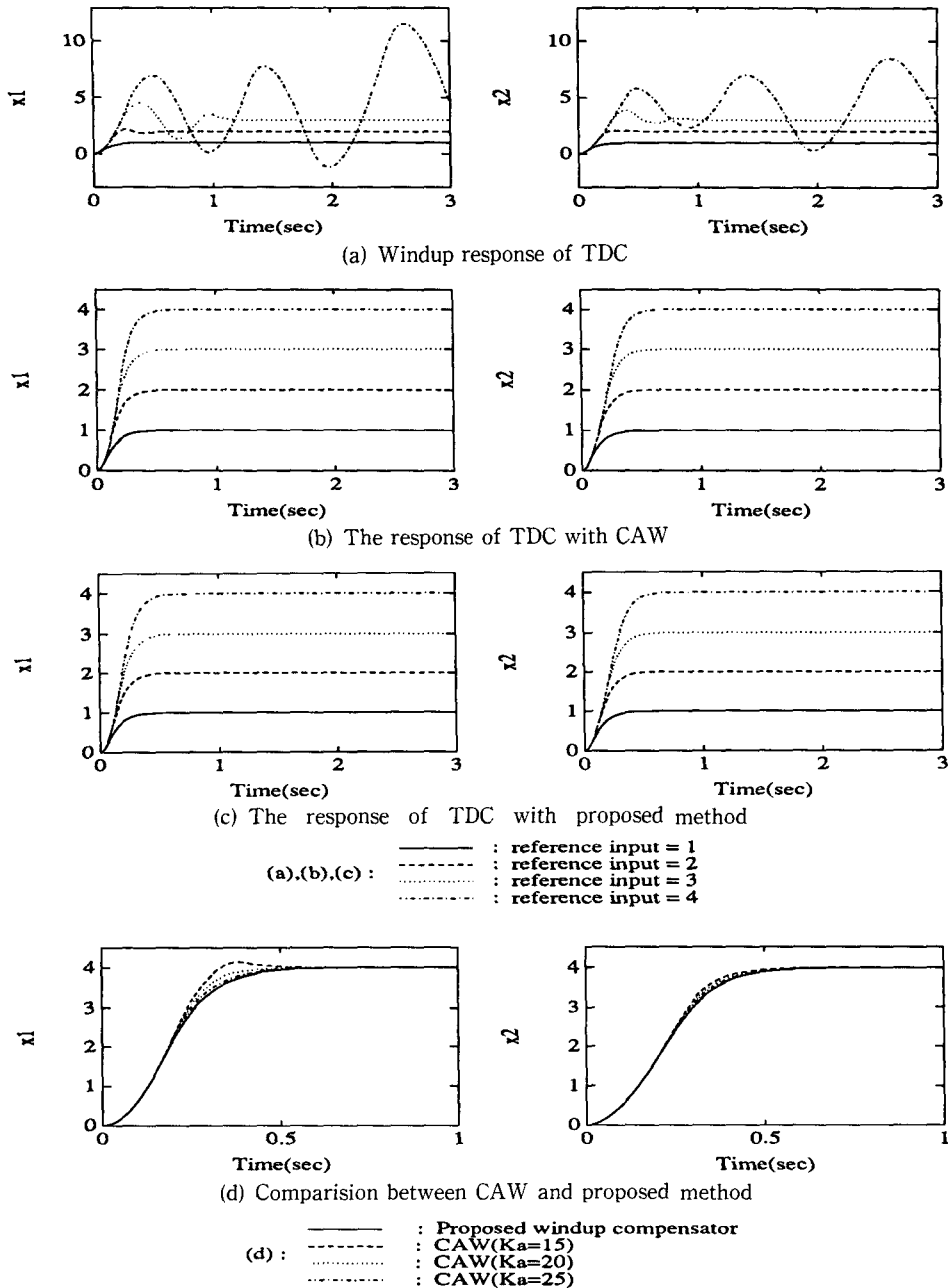 10
5
0
x1
0
1
2
3
Time(sec)
10
5
0
x2
0
1
2
3
Time(sec)
(a) Windup response of TDC
4
3
2
1
0
x1
0
1
2
3
Time(sec)
4
3
2
1
0
x2
0
1
2
3
Time(sec)
(b) The response of TDC with CAW
4
3
2
1
0
x1
0
1
2
3
Time(sec)
4
3
2
1
0
x2
0
1
2
3
Time(sec)
(c) The response of TDC with proposed method
(a),(b),(c) :
: reference input = 1
: reference input = 2
: reference input = 3
: reference input = 4
4
3
2
1
0
x1
0
0.5
1
Time(sec)
4
3
2
1
0
x2
0
0.5
1
Time(sec)
(d) Comparision between CAW and proposed method
(d) :
: Proposed windup compensator
: CAW(Ka=15)
: CAW(Ka=20)
: CAW(Ka=25)